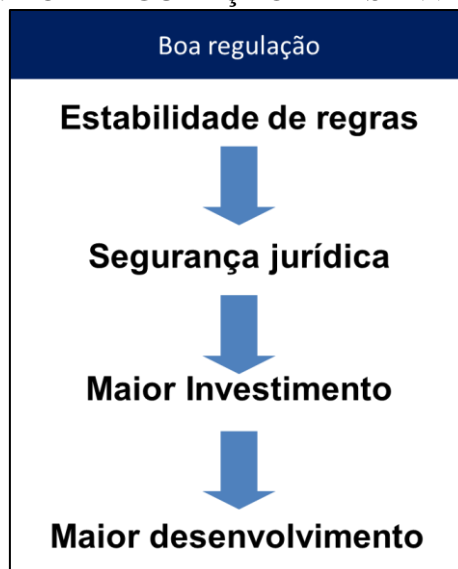 Boa regulação
Estabilidade de regras
Segurança jurídica
Maior Investimento
Maior desenvolvimento